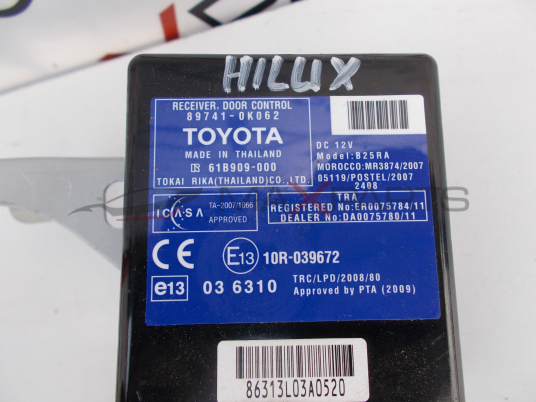 HILUX
RECEIVER, DOOR CONTROL
89741-0K062
TOYOTA
MADE IN THAILAND
61B909-000
TOKAI RIKA(THAILAND)CO.,LTD.
DC 12V
Model:B25RA
MOROCCO:MR3874/2007
05119/POSTEL/2007
2408
TRA
REGISTERED No:ER0075784/11
DEALER No:DA0075780/11
ICASA
TA-2007/1066
APPROVED
CE
E13 10R-039672
e13 03 6310
TRC/LPD/2008/80
Approved by PTA (2009)
86313L03A0520